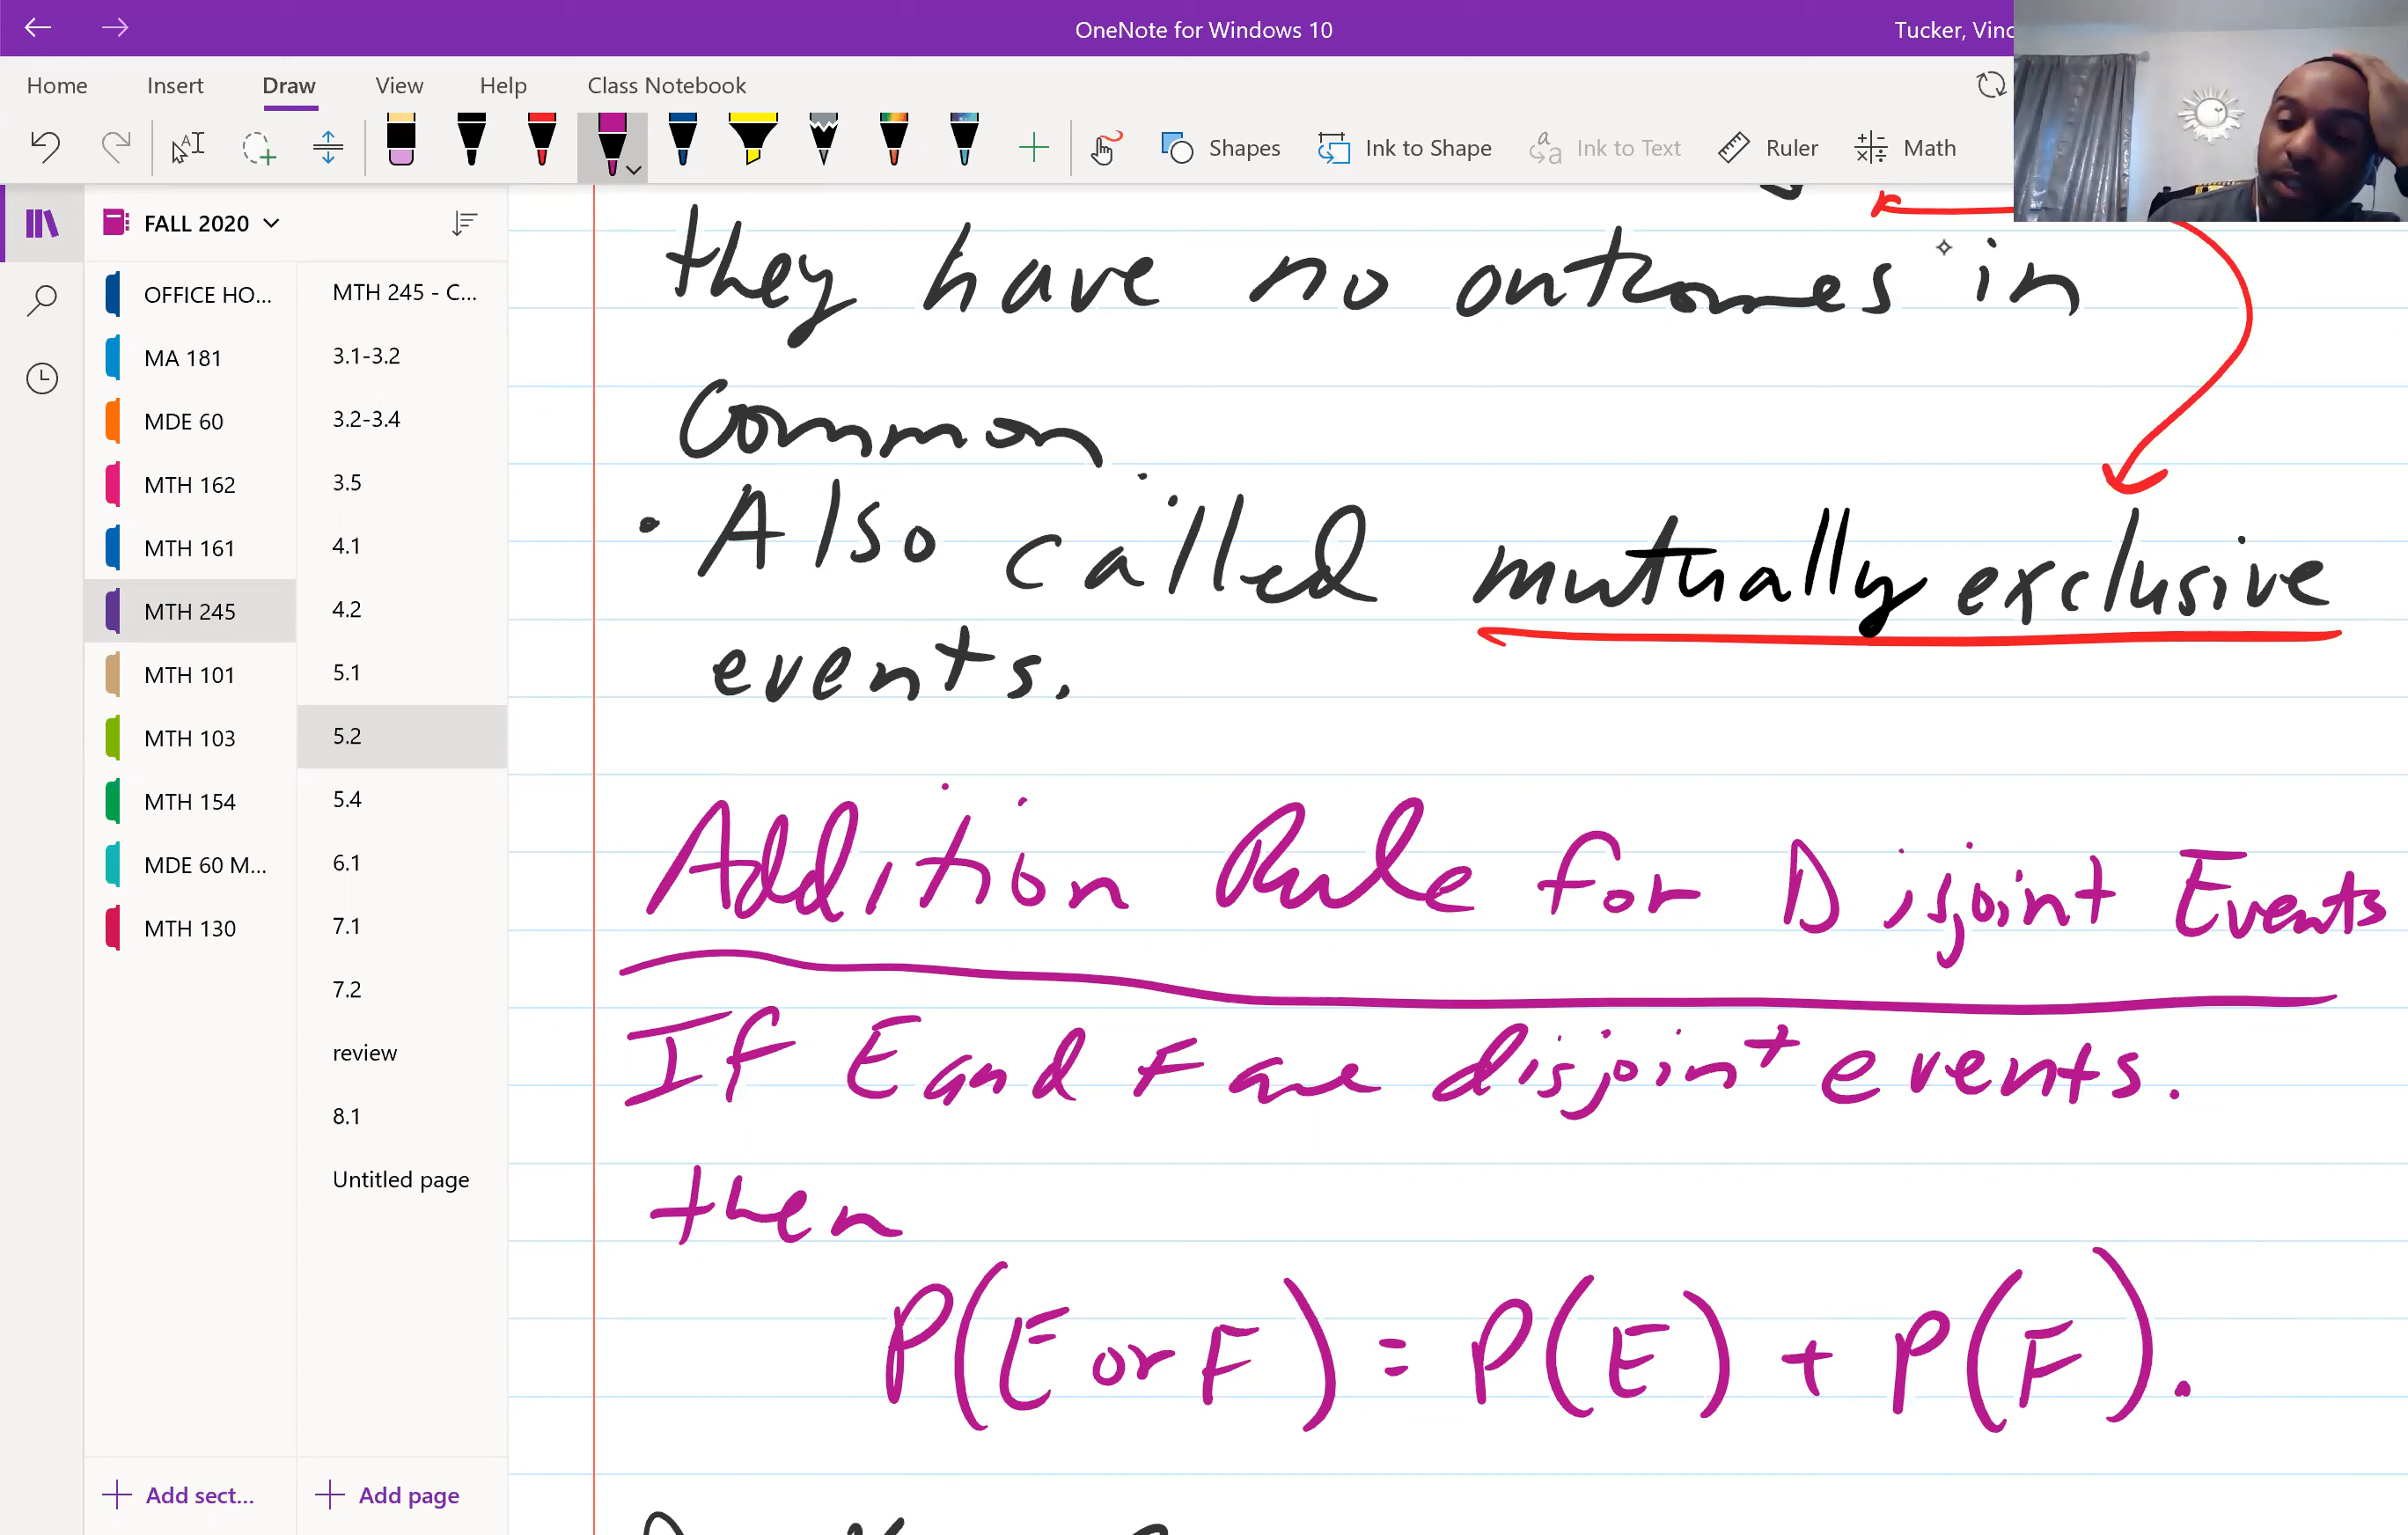 OneNote for Windows 10
Tucker, Vinc
Home Insert Draw View Help Class Notebook
Shapes Ink to Shape Ink to Text Ruler Math
FALL 2020
OFFICE HO...
MA 181
MDE 60
MTH 162
MTH 161
MTH 245
MTH 101
MTH 103
MTH 154
MDE 60 M...
MTH 130
Add sect...
MTH 245 - C...
3.1-3.2
3.2-3.4
3.5
4.1
4.2
5.1
5.2
5.4
6.1
7.1
7.2
review
8.1
Untitled page
Add page
they have no outcomes in
common.
• Also called mutually exclusive
events.
Addition Rule for Disjoint Events
If E and F are disjoint events.
then
P(E or F) = P(E) + P(F).